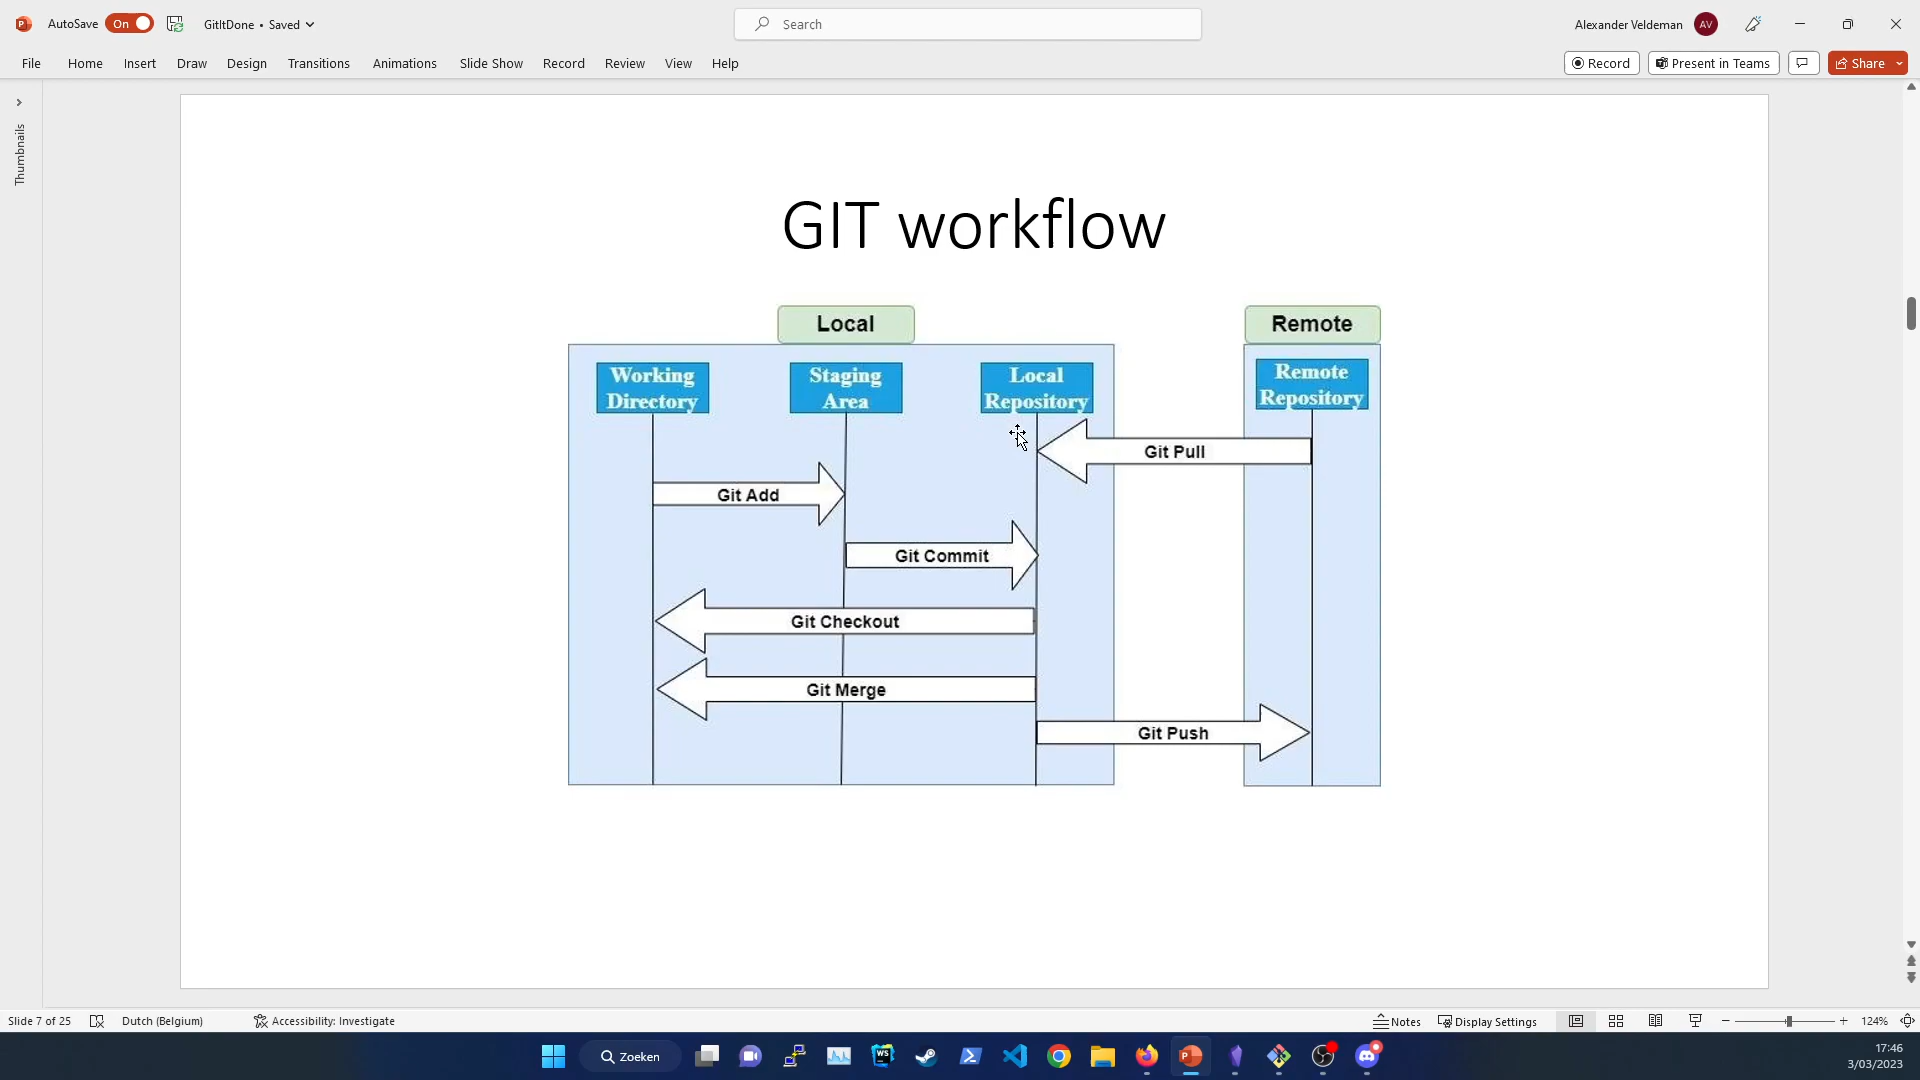 AutoSave On GitItDone • Saved Search Alexander Veldeman AV
File Home Insert Draw Design Transitions Animations Slide Show Record Review View Help Record Present in Teams Share
Thumbnails
GIT workflow
Local Remote
Working Directory
Staging Area
Local Repository
Remote Repository
Git Pull
Git Add
Git Commit
Git Checkout
Git Merge
Git Push
Slide 7 of 25 Dutch (Belgium) Accessibility: Investigate Notes Display Settings 124%
Zoeken WS 17:46
3/03/2023